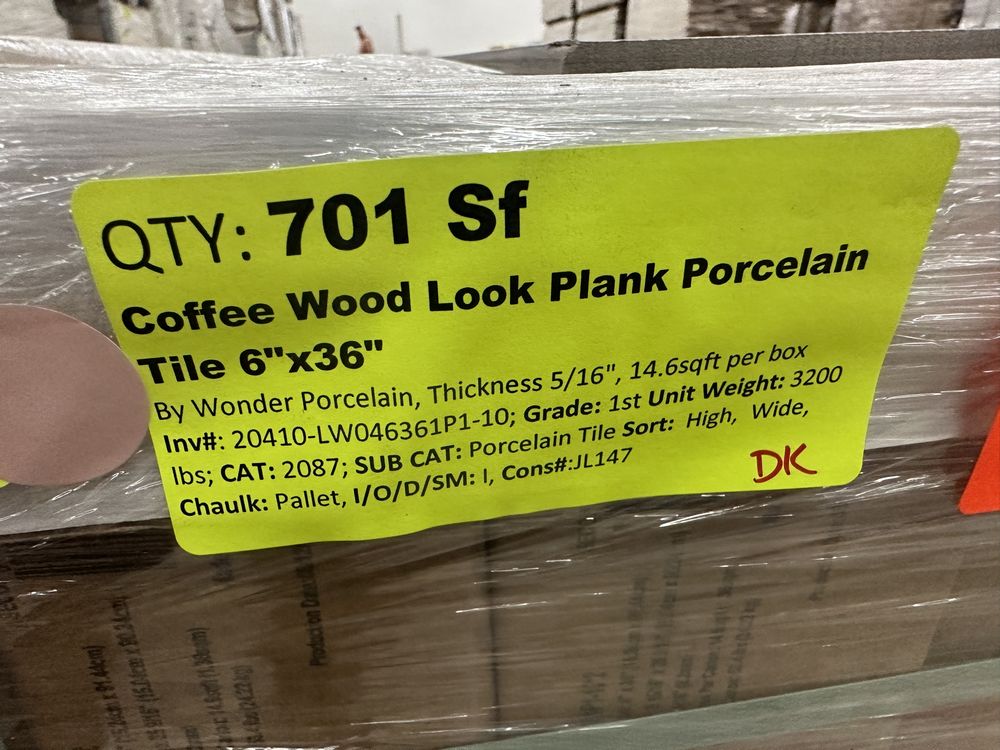 QTY: 701 Sf
Coffee Wood Look Plank Porcelain
Tile 6"x36"
By Wonder Porcelain, Thickness 5/16", 14.6sqft per box
Inv#: 20410-LW046361P1-10; Grade: 1st Unit Weight: 3200
lbs; CAT: 2087; SUB CAT: Porcelain Tile Sort: High, Wide,
Chaulk: Pallet, I/O/D/SM: I, Cons#:JL147
DK